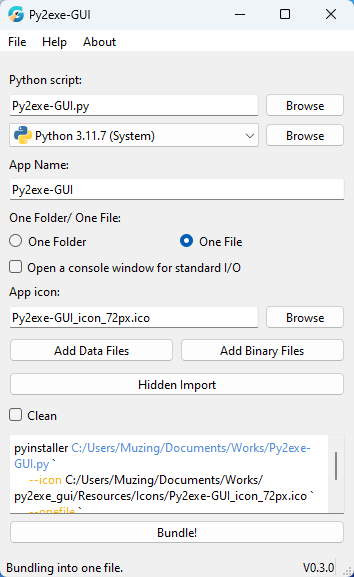 Py2exe-GUI
File Help About
Python script:
Py2exe-GUI.py Browse
Python 3.11.7 (System) Browse
App Name:
Py2exe-GUI
One Folder/ One File:
One Folder One File
Open a console window for standard I/O
App icon:
Py2exe-GUI_icon_72px.ico Browse
Add Data Files Add Binary Files
Hidden Import
Clean
pyinstaller C:/Users/Muzing/Documents/Works/Py2exe-
GUI.py `
--icon C:/Users/Muzing/Documents/Works/
py2exe_gui/Resources/Icons/Py2exe-GUI_icon_72px.ico `
--onefile `
Bundle!
Bundling into one file. V0.3.0